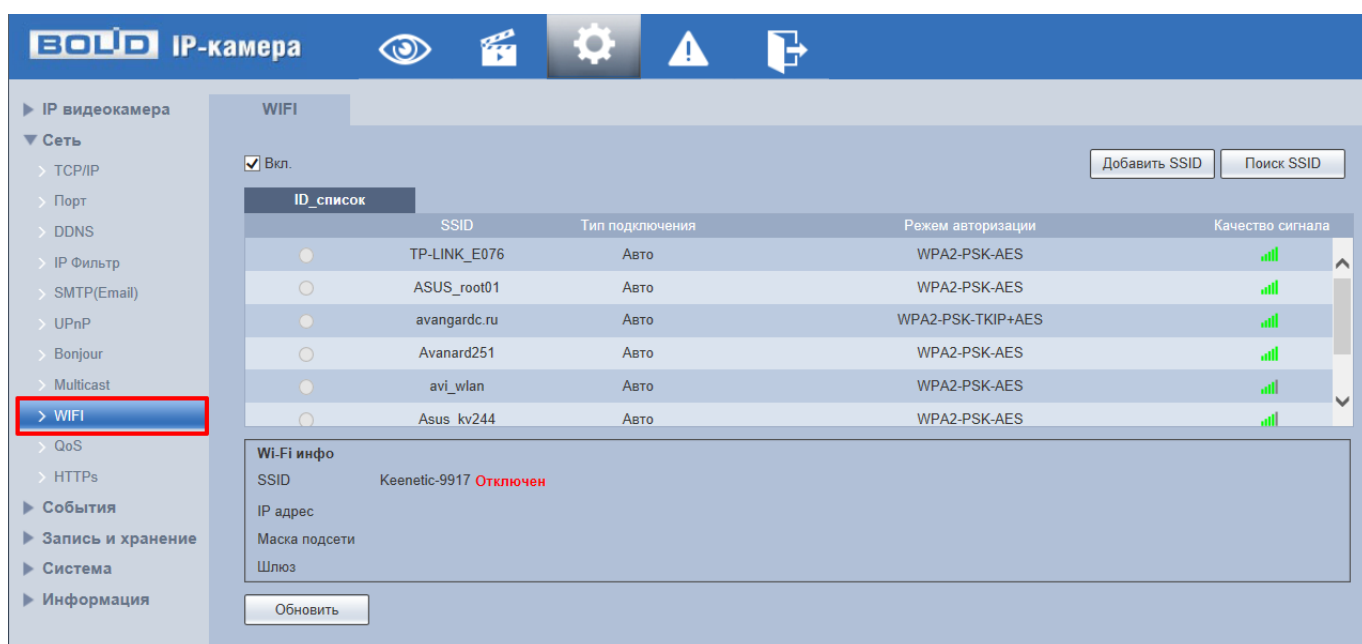 BOLID IP-камера
IP видеокамера
Сеть
TCP/IP
Порт
DDNS
IP Фильтр
SMTP(Email)
UPnP
Bonjour
Multicast
WIFI
QoS
HTTPs
События
Запись и хранение
Система
Информация
WIFI
Вкл.
Добавить SSID Поиск SSID
ID_список
SSID Тип подключения Режем авторизации Качество сигнала
TP-LINK_E076 Авто WPA2-PSK-AES
ASUS_root01 Авто WPA2-PSK-AES
avangardc.ru Авто WPA2-PSK-TKIP+AES
Avanard251 Авто WPA2-PSK-AES
avi_wlan Авто WPA2-PSK-AES
Asus_kv244 Авто WPA2-PSK-AES
Wi-Fi инфо
SSID Keenetic-9917 Отключен
IP адрес
Маска подсети
Шлюз
Обновить